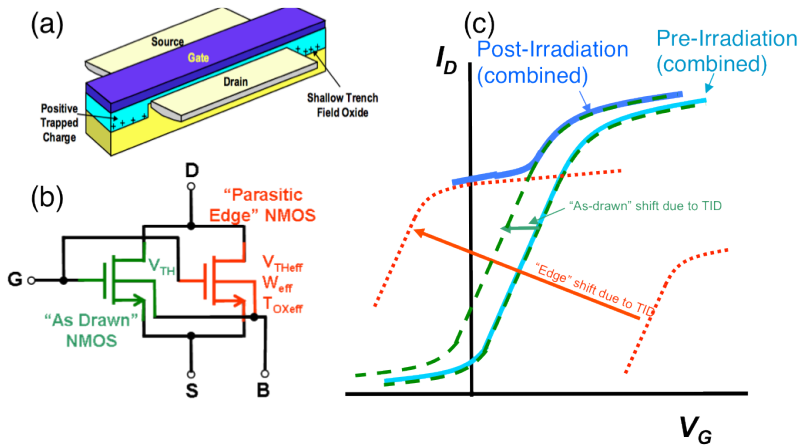 (a)
Source
Gate
Drain
Positive
Trapped
Charge
Shallow Trench
Field Oxide
(b)
D
"Parasitic
Edge" NMOS
G
V_TH
V_THeff
W_eff
T_OXeff
"As Drawn"
NMOS
S
B
(c)
I_D
Post-Irradiation
(combined)
Pre-Irradiation
(combined)
"As-drawn" shift due to TID
"Edge" shift due to TID
V_G